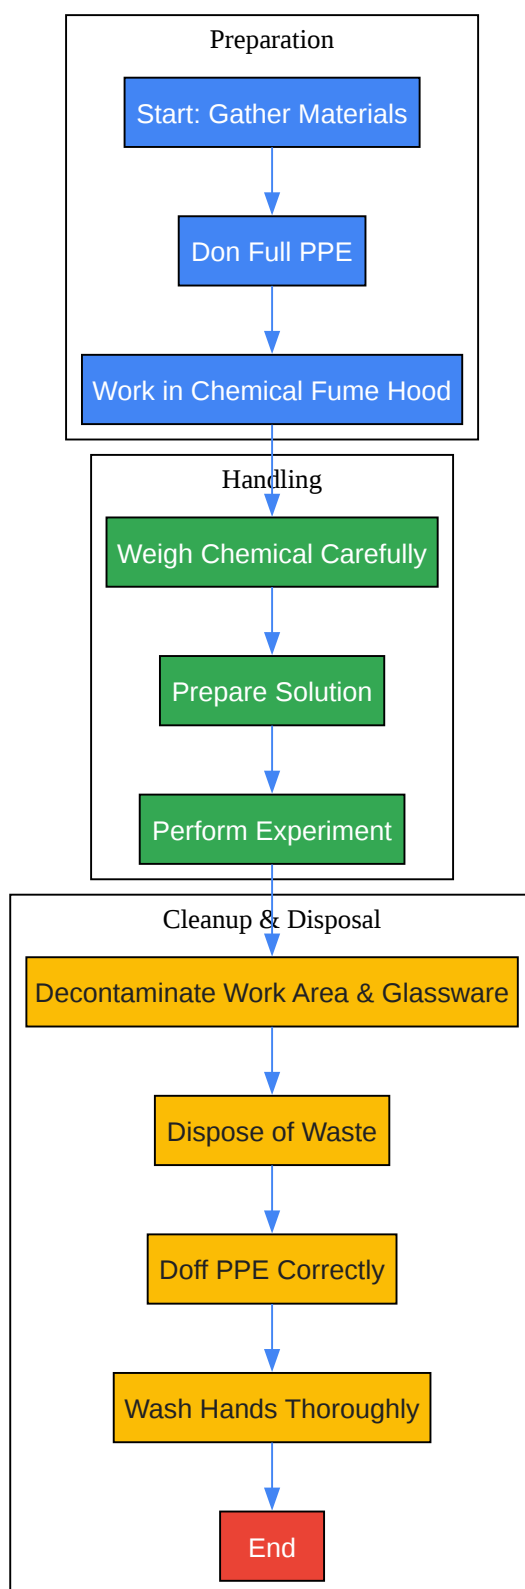 Preparation
Start: Gather Materials
Don Full PPE
Work in Chemical Fume Hood
Handling
Weigh Chemical Carefully
Prepare Solution
Perform Experiment
Cleanup & Disposal
Decontaminate Work Area & Glassware
Dispose of Waste
Doff PPE Correctly
Wash Hands Thoroughly
End